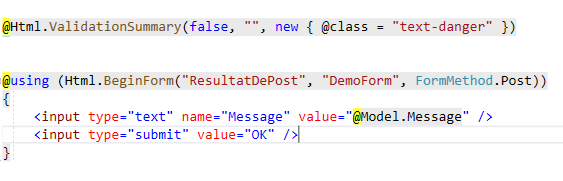 @Html.ValidationSummary(false, "", new { @class = "text-danger" })
@using (Html.BeginForm("ResultatDePost", "DemoForm", FormMethod.Post))
{
<input type="text" name="Message" value="@Model.Message" />
<input type="submit" value="OK" />
}